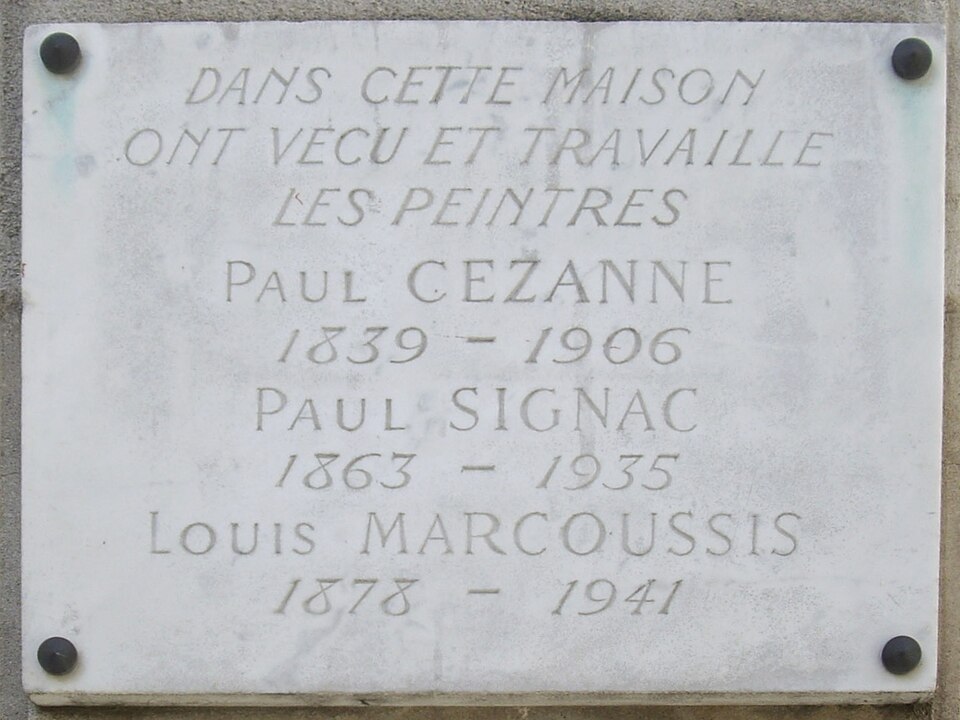 DANS CETTE MAISON
ONT VECU ET TRAVAILLE
LES PEINTRES
PAUL CEZANNE
1839 - 1906
PAUL SIGNAC
1863 - 1935
LOUIS MARCOUSSIS
1878 - 1941